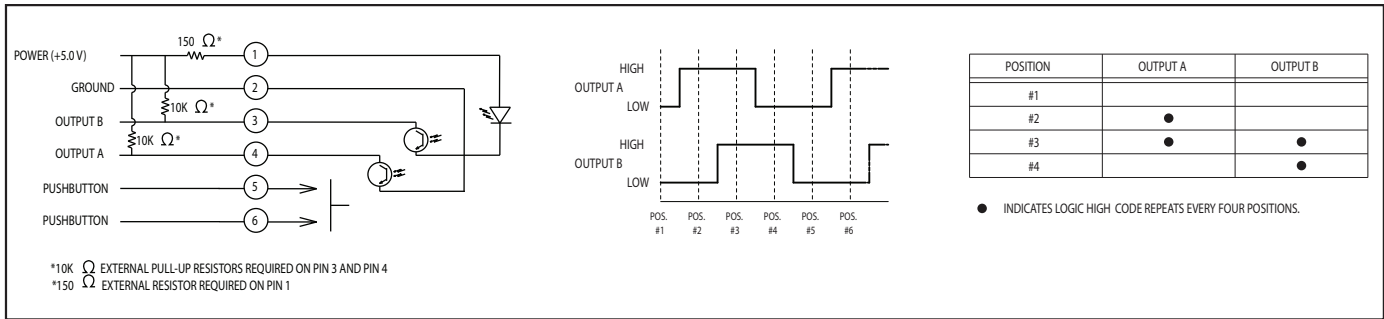 150 Ω*
POWER (+5.0 V)
1
GROUND
2
10K Ω*
OUTPUT B
3
10K Ω*
OUTPUT A
4
PUSHBUTTON
5
PUSHBUTTON
6
*10K Ω EXTERNAL PULL-UP RESISTORS REQUIRED ON PIN 3 AND PIN 4
*150 Ω EXTERNAL RESISTOR REQUIRED ON PIN 1
HIGH
OUTPUT A
LOW
HIGH
OUTPUT B
LOW
POS. POS. POS. POS. POS. POS.
#1 #2 #3 #4 #5 #6
POSITION OUTPUT A OUTPUT B
#1
#2 ●
#3 ● ●
#4 ●
● INDICATES LOGIC HIGH CODE REPEATS EVERY FOUR POSITIONS.